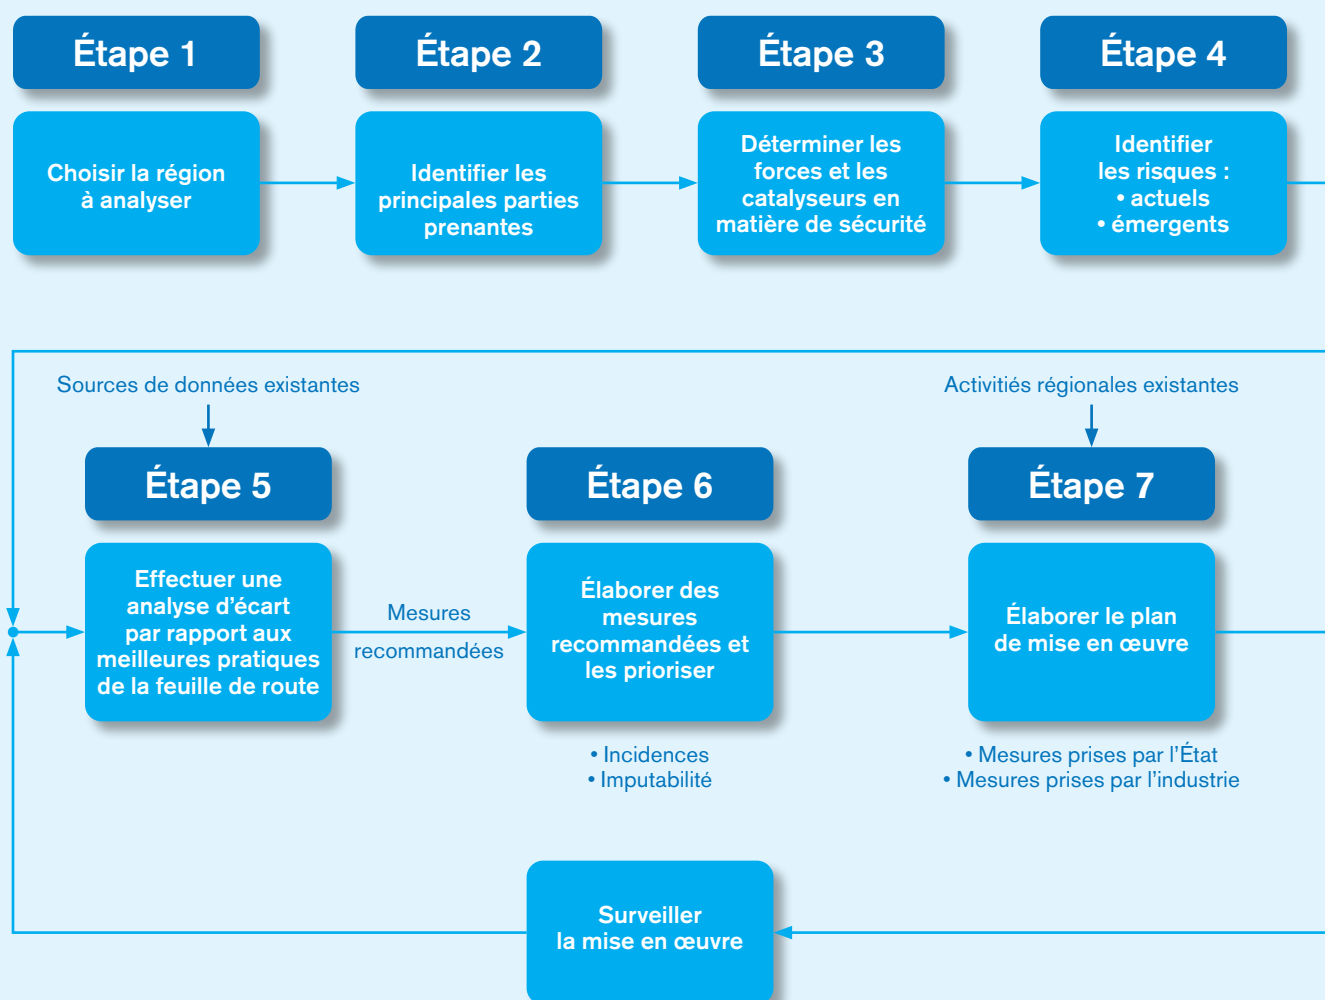 Étape 1
Étape 2
Étape 3
Étape 4
Choisir la région
à analyser
Identifier les
principales parties
prenantes
Déterminer les
forces et les
catalyseurs en
matière de sécurité
Identifier
les risques :
• actuels
• émergents
Sources de données existantes
Activitiés régionales existantes
Étape 5
Étape 6
Étape 7
Effectuer une
analyse d'écart
par rapport aux
meilleures pratiques
de la feuille de route
Mesures
recommandées
Élaborer des
mesures
recommandées et
les prioriser
Élaborer le plan
de mise en œuvre
• Incidences
• Imputabilité
• Mesures prises par l'État
• Mesures prises par l'industrie
Surveiller
la mise en œuvre